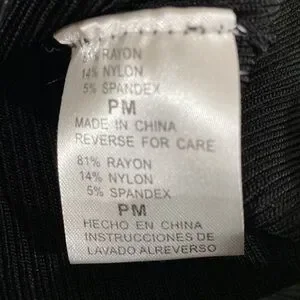 81% RAYON
14% NYLON
5% SPANDEX
PM
MADE IN CHINA
REVERSE FOR CARE
81% RAYON
14% NYLON
5% SPANDEX
PM
HECHO EN CHINA
INSTRUCCIONES DE
LAVADO ALREVERSO